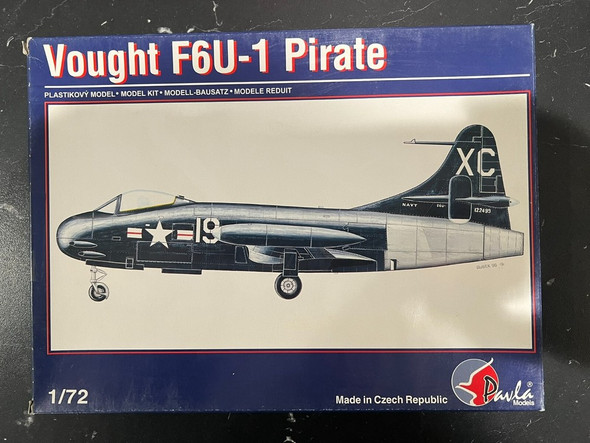 Vought F6U-1 Pirate
PLASTIKOVÝ MODEL • MODEL KIT • MODELL-BAUSATZ • MODELE REDUIT
XC
NAVY
122493
19
1/72
Made in Czech Republic
Pavla®
Models